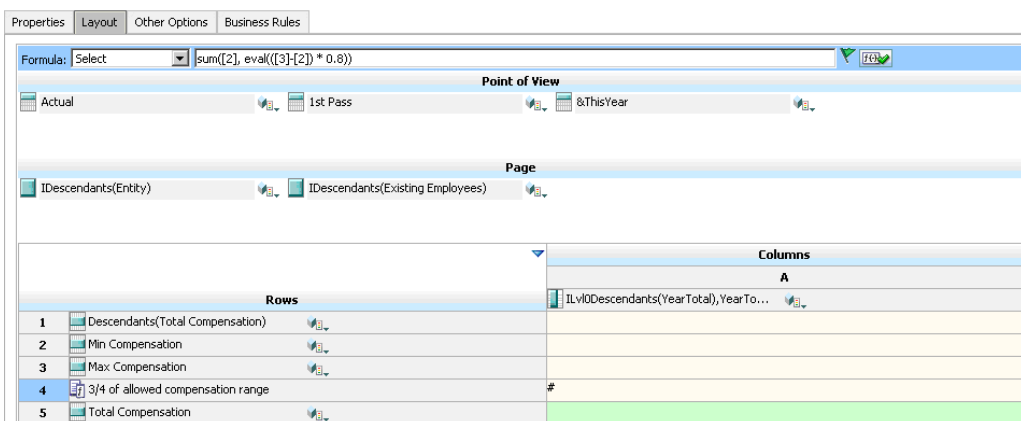 Properties Layout Other Options Business Rules
Formula: Select sum([2], eval(([3]-[2]) * 0.8))
Point of View
Actual 1st Pass &ThisYear
Page
IDescendants(Entity) IDescendants(Existing Employees)
Columns
A
Rows ILvl0Descendants(YearTotal),YearTo...
1 Descendants(Total Compensation)
2 Min Compensation
3 Max Compensation
4 3/4 of allowed compensation range #
5 Total Compensation